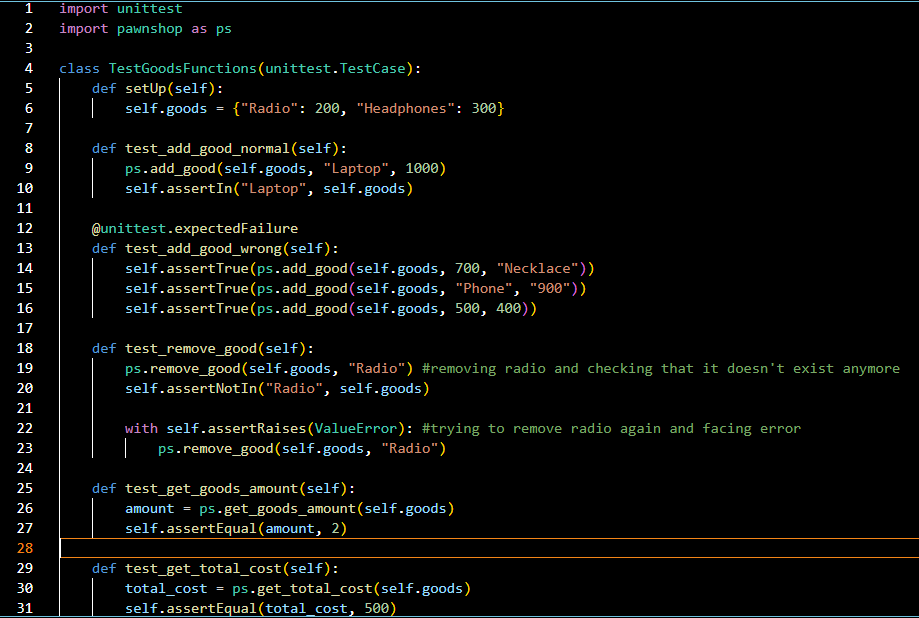 1 import unittest
2 import pawnshop as ps
3
4 class TestGoodsFunctions(unittest.TestCase):
5     def setUp(self):
6         self.goods = {"Radio": 200, "Headphones": 300}
7
8     def test_add_good_normal(self):
9         ps.add_good(self.goods, "Laptop", 1000)
10         self.assertIn("Laptop", self.goods)
11
12     @unittest.expectedFailure
13     def test_add_good_wrong(self):
14         self.assertTrue(ps.add_good(self.goods, 700, "Necklace"))
15         self.assertTrue(ps.add_good(self.goods, "Phone", "900"))
16         self.assertTrue(ps.add_good(self.goods, 500, 400))
17
18     def test_remove_good(self):
19         ps.remove_good(self.goods, "Radio") #removing radio and checking that it doesn't exist anymore
20         self.assertNotIn("Radio", self.goods)
21
22         with self.assertRaises(ValueError): #trying to remove radio again and facing error
23             ps.remove_good(self.goods, "Radio")
24
25     def test_get_goods_amount(self):
26         amount = ps.get_goods_amount(self.goods)
27         self.assertEqual(amount, 2)
28
29     def test_get_total_cost(self):
30         total_cost = ps.get_total_cost(self.goods)
31         self.assertEqual(total_cost, 500)